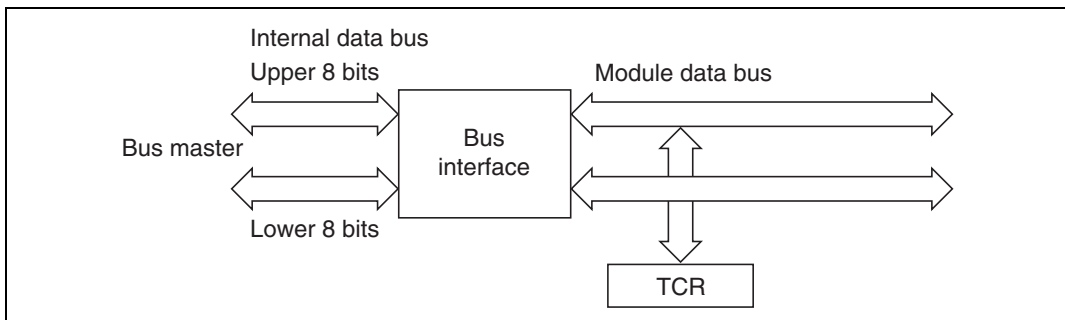 Internal data bus
Upper 8 bits
Module data bus
Bus master
Bus
interface
Lower 8 bits
TCR